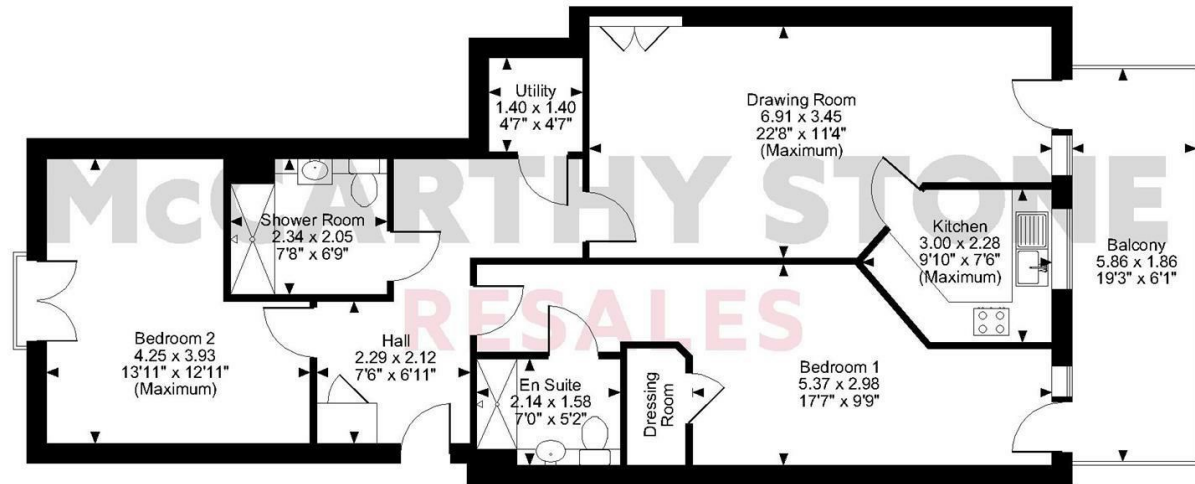 Utility
1.40 x 1.40
4'7" x 4'7"
Drawing Room
6.91 x 3.45
22'8" x 11'4"
(Maximum)
McCARTHY STONE
RESALES
Shower Room
2.34 x 2.05
7'8" x 6'9"
Kitchen
3.00 x 2.28
9'10" x 7'6"
(Maximum)
Balcony
5.86 x 1.86
19'3" x 6'1"
Bedroom 2
4.25 x 3.93
13'11" x 12'11"
(Maximum)
Hall
2.29 x 2.12
7'6" x 6'11"
En Suite
2.14 x 1.58
7'0" x 5'2"
Dressing
Room
Bedroom 1
5.37 x 2.98
17'7" x 9'9"